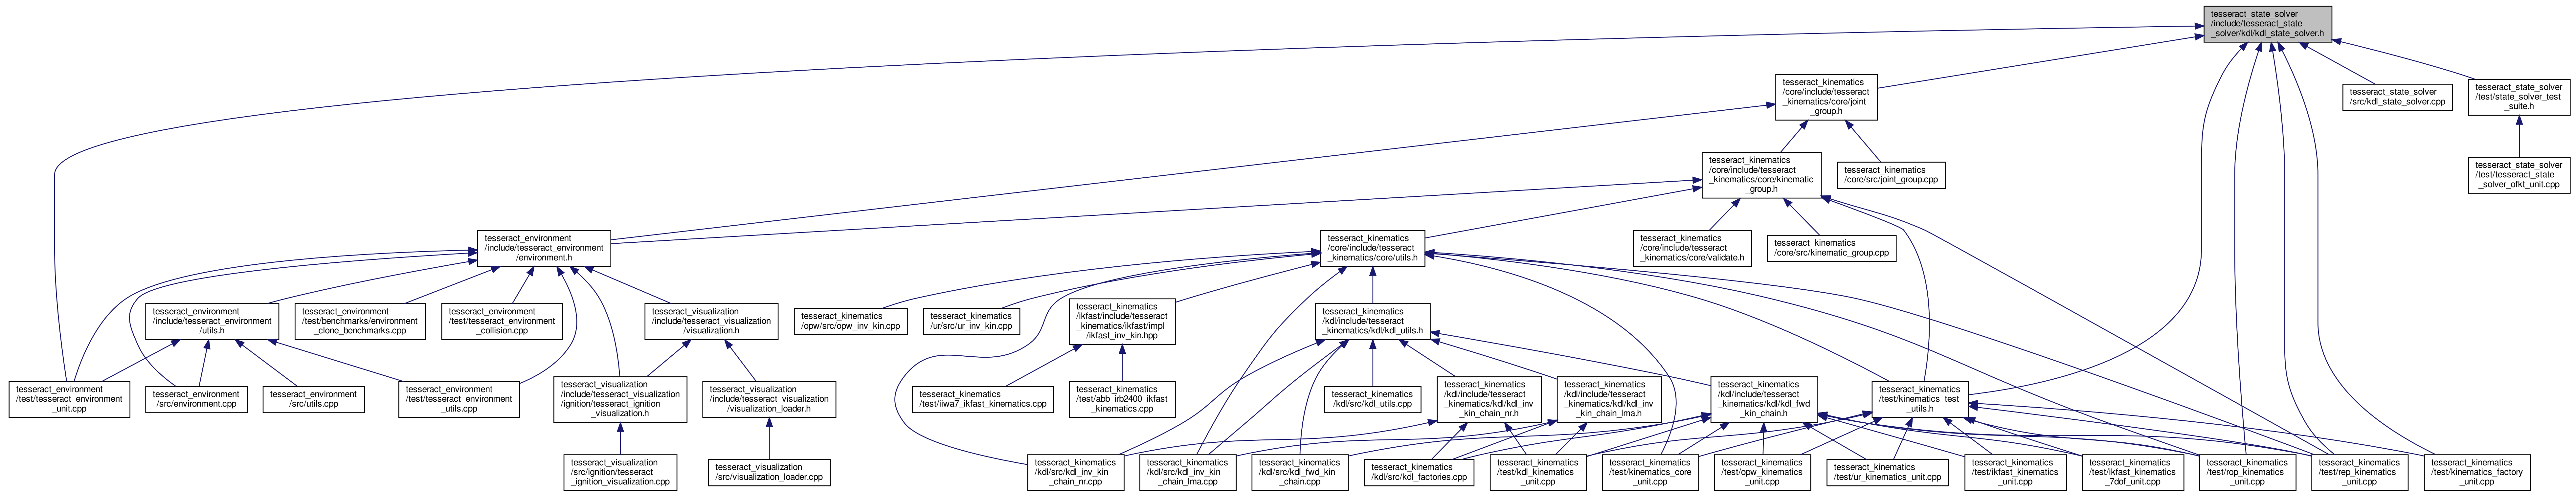 tesseract_state_solver
/include/tesseract_state
_solver/kdl/kdl_state_solver.h
tesseract_kinematics
/core/include/tesseract
_kinematics/core/joint
_group.h
tesseract_state_solver
/src/kdl_state_solver.cpp
tesseract_state_solver
/test/state_solver_test
_suite.h
tesseract_kinematics
/core/include/tesseract
_kinematics/core/kinematic
_group.h
tesseract_kinematics
/core/src/joint_group.cpp
tesseract_state_solver
/test/tesseract_state
_solver_ofkt_unit.cpp
tesseract_environment
/include/tesseract_environment
/environment.h
tesseract_kinematics
/core/include/tesseract
_kinematics/core/utils.h
tesseract_kinematics
/core/include/tesseract
_kinematics/core/validate.h
tesseract_kinematics
/core/src/kinematic_group.cpp
tesseract_environment
/include/tesseract_environment
/utils.h
tesseract_environment
/test/benchmarks/environment
_clone_benchmarks.cpp
tesseract_environment
/test/tesseract_environment
_collision.cpp
tesseract_visualization
/include/tesseract_visualization
/visualization.h
tesseract_kinematics
/opw/src/opw_inv_kin.cpp
tesseract_kinematics
/ur/src/ur_inv_kin.cpp
tesseract_kinematics
/ikfast/include/tesseract
_kinematics/ikfast/impl
/ikfast_inv_kin.hpp
tesseract_kinematics
/kdl/include/tesseract
_kinematics/kdl/kdl_utils.h
tesseract_environment
/test/tesseract_environment
_unit.cpp
tesseract_environment
/src/environment.cpp
tesseract_environment
/src/utils.cpp
tesseract_environment
/test/tesseract_environment
_utils.cpp
tesseract_visualization
/include/tesseract_visualization
/ignition/tesseract_ignition
_visualization.h
tesseract_visualization
/include/tesseract_visualization
/visualization_loader.h
tesseract_kinematics
/test/iiwa7_ikfast_kinematics.cpp
tesseract_kinematics
/test/abb_irb2400_ikfast
_kinematics.cpp
tesseract_kinematics
/kdl/src/kdl_utils.cpp
tesseract_kinematics
/kdl/include/tesseract
_kinematics/kdl/kdl_inv
_kin_chain_nr.h
tesseract_kinematics
/kdl/include/tesseract
_kinematics/kdl/kdl_inv
_kin_chain_lma.h
tesseract_kinematics
/kdl/include/tesseract
_kinematics/kdl/kdl_fwd
_kin_chain.h
tesseract_kinematics
/test/kinematics_test
_utils.h
tesseract_visualization
/src/ignition/tesseract
_ignition_visualization.cpp
tesseract_visualization
/src/visualization_loader.cpp
tesseract_kinematics
/kdl/src/kdl_inv_kin
_chain_nr.cpp
tesseract_kinematics
/kdl/src/kdl_inv_kin
_chain_lma.cpp
tesseract_kinematics
/kdl/src/kdl_fwd_kin
_chain.cpp
tesseract_kinematics
/kdl/src/kdl_factories.cpp
tesseract_kinematics
/test/kdl_kinematics
_unit.cpp
tesseract_kinematics
/test/kinematics_core
_unit.cpp
tesseract_kinematics
/test/opw_kinematics
_unit.cpp
tesseract_kinematics
/test/ur_kinematics_unit.cpp
tesseract_kinematics
/test/ikfast_kinematics
_unit.cpp
tesseract_kinematics
/test/ikfast_kinematics
_7dof_unit.cpp
tesseract_kinematics
/test/rop_kinematics
_unit.cpp
tesseract_kinematics
/test/rep_kinematics
_unit.cpp
tesseract_kinematics
/test/kinematics_factory
_unit.cpp